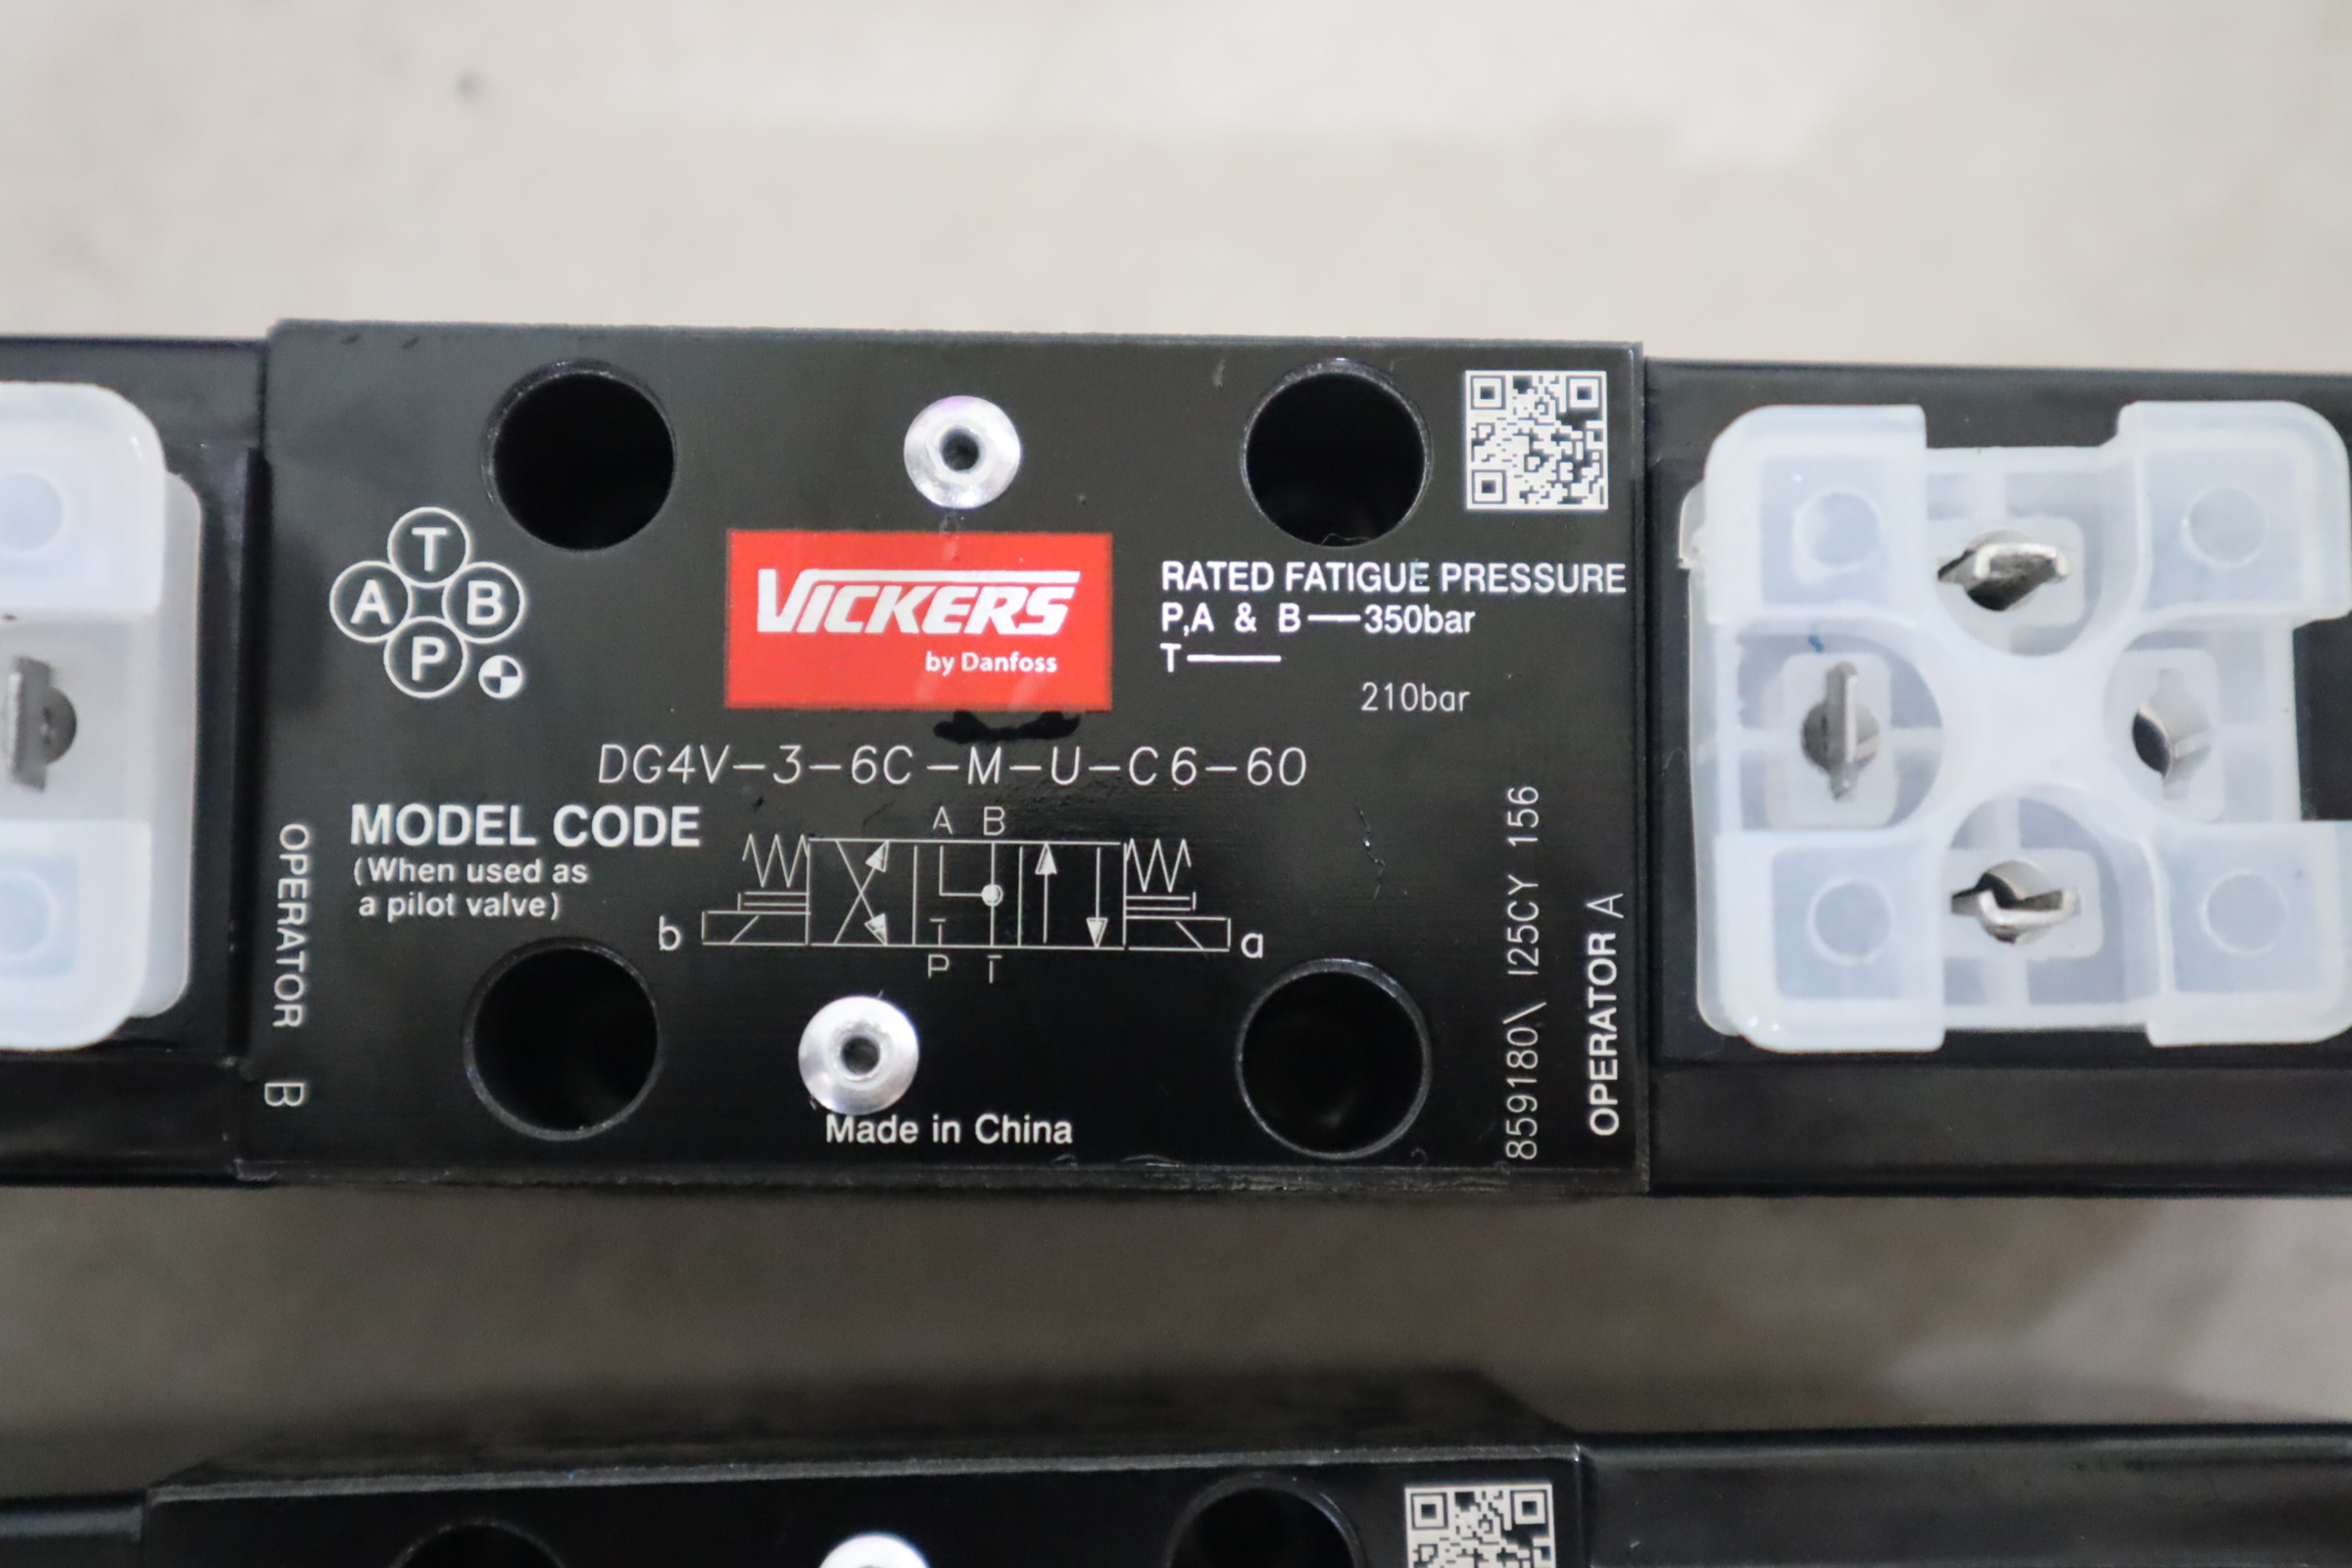 T
A B
P
VICKERS
by Danfoss
RATED FATIGUE PRESSURE
P,A & B—350bar
T—
210bar
DG4V-3-6C-M-U-C6-60
MODEL CODE
(When used as
a pilot valve)
A B
b
a
T
P T
OPERATOR B
859180\ I25CY 156
OPERATOR A
Made in China